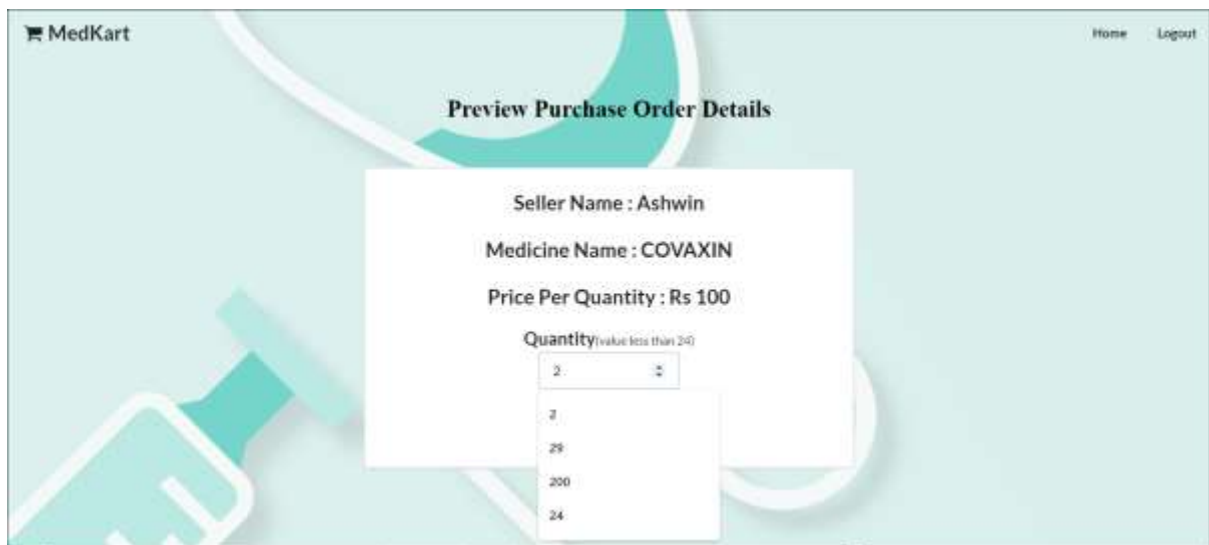 MedKart
Home Logout
Preview Purchase Order Details
Seller Name : Ashwin
Medicine Name : COVAXIN
Price Per Quantity : Rs 100
Quantity(value less than 24)
2
2
29
200
24